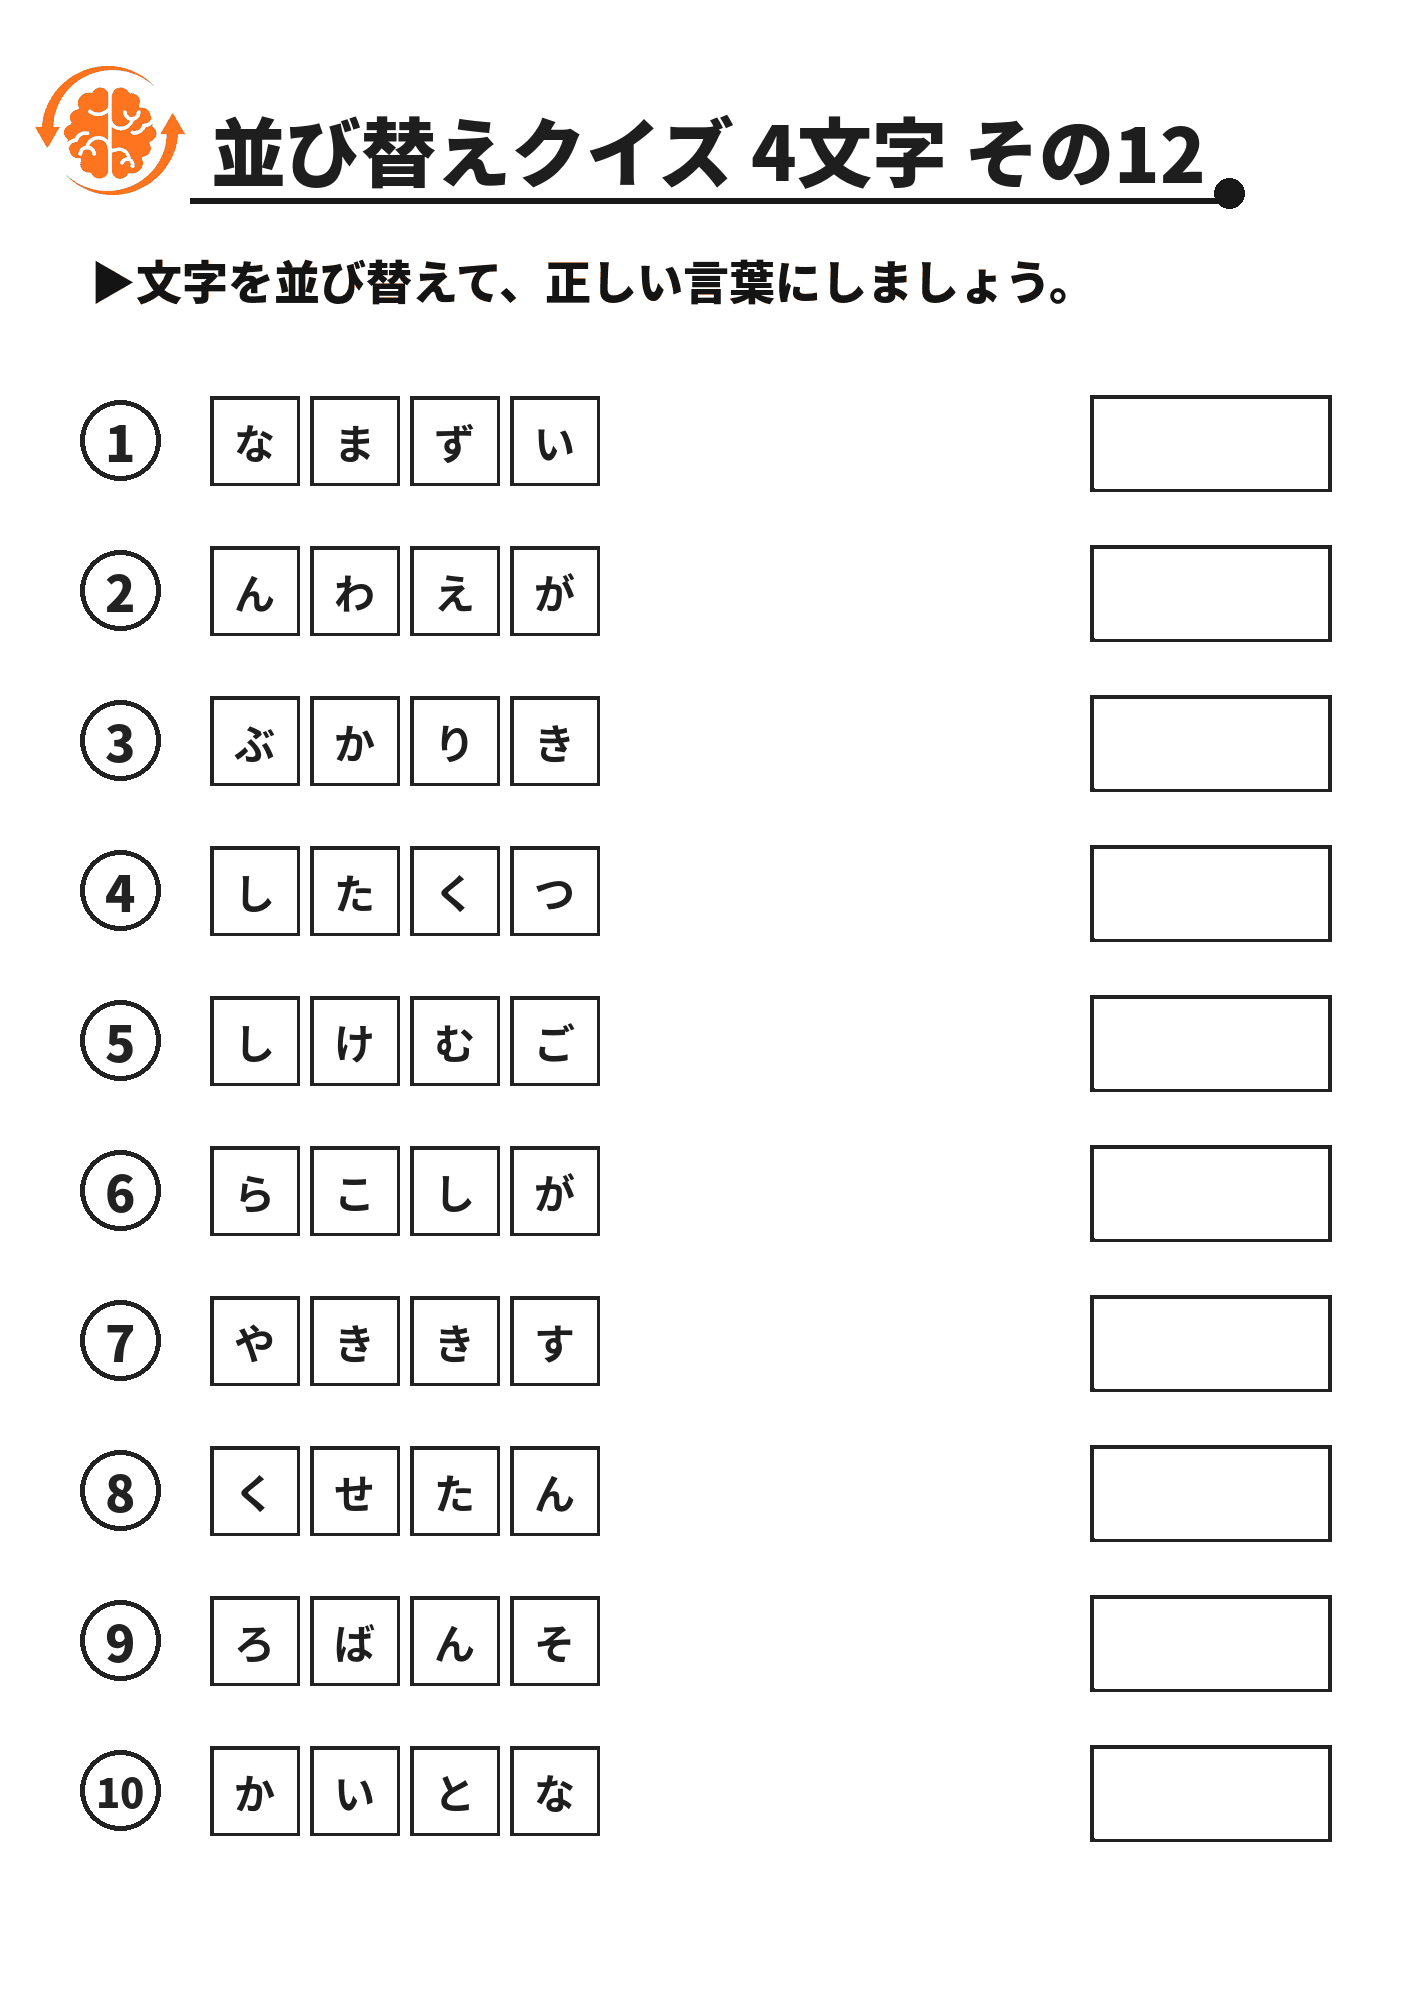 並び替えクイズ 4文字 その12
▶文字を並び替えて、正しい言葉にしましょう。
1 な ま ず い
2 ん わ え が
3 ぶ か り き
4 し た く つ
5 し け む ご
6 ら こ し が
7 や き き す
8 く せ た ん
9 ろ ば ん そ
10 か い と な